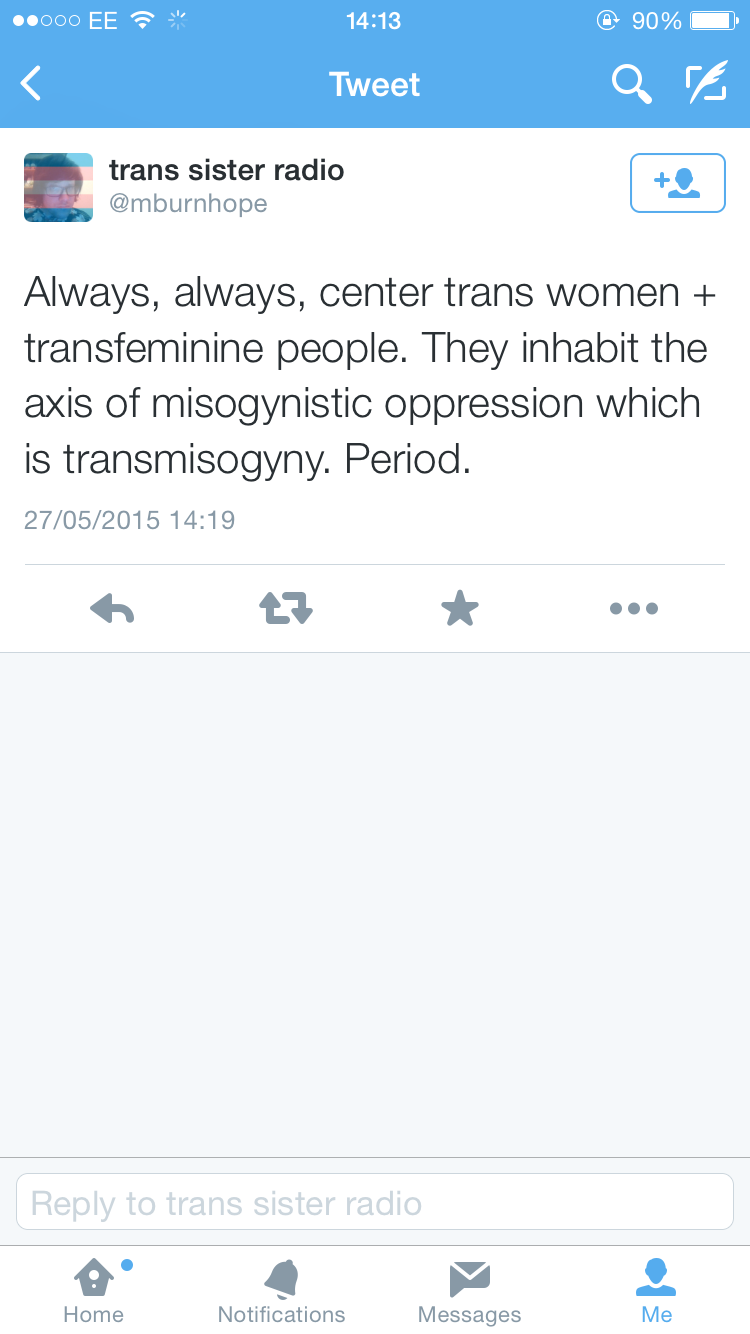 EE 14:13 90%
Tweet
trans sister radio
@mburnhope
Always, always, center trans women +
transfeminine people. They inhabit the
axis of misogynistic oppression which
is transmisogyny. Period.
27/05/2015 14:19
Reply to trans sister radio
Home Notifications Messages Me